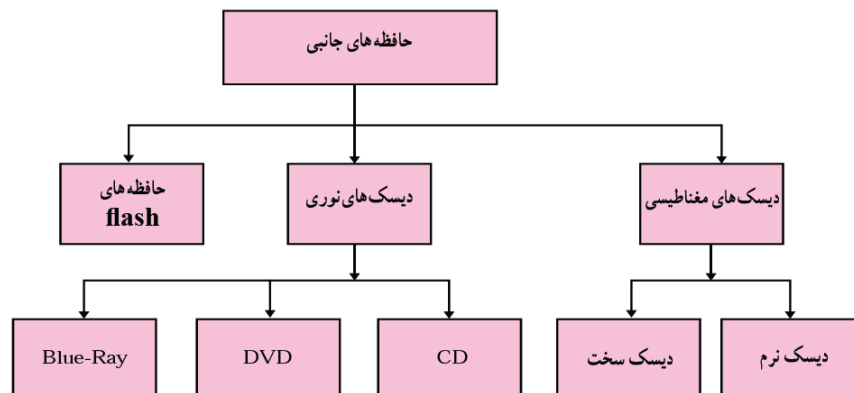 حافظه‌های جانبی
دیسک‌های مغناطیسی
دیسک‌های نوری
حافظه‌های
flash
دیسک نرم
دیسک سخت
CD
DVD
Blue-Ray